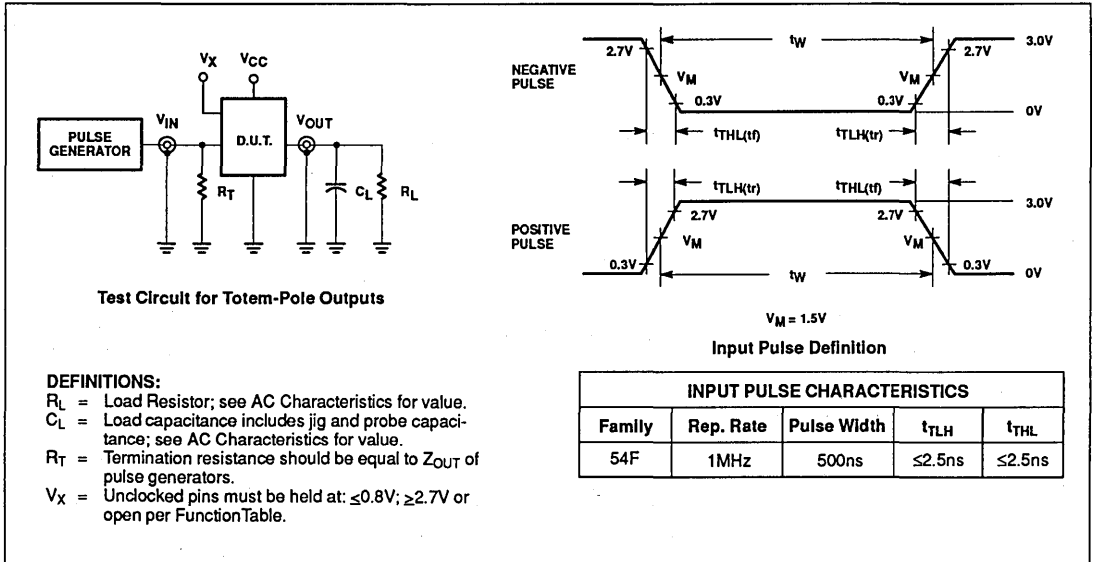 VX
VCC
VIN
VOUT
PULSE
GENERATOR
D.U.T.
RT
CL
RL
Test Circuit for Totem-Pole Outputs
NEGATIVE
PULSE
2.7V
tW
2.7V
3.0V
VM
VM
0.3V
0.3V
0V
tTHL(tf)
tTLH(tr)
tTLH(tr)
tTHL(tf)
3.0V
2.7V
2.7V
POSITIVE
PULSE
VM
VM
0.3V
0.3V
tW
0V
VM = 1.5V
Input Pulse Definition
DEFINITIONS:
RL = Load Resistor; see AC Characteristics for value.
CL = Load capacitance includes jig and probe capaci-
tance; see AC Characteristics for value.
RT = Termination resistance should be equal to ZOUT of
pulse generators.
VX = Unclocked pins must be held at: ≤0.8V; ≥2.7V or
open per FunctionTable.
INPUT PULSE CHARACTERISTICS
Family Rep. Rate Pulse Width tTLH tTHL
54F 1MHz 500ns ≤2.5ns ≤2.5ns